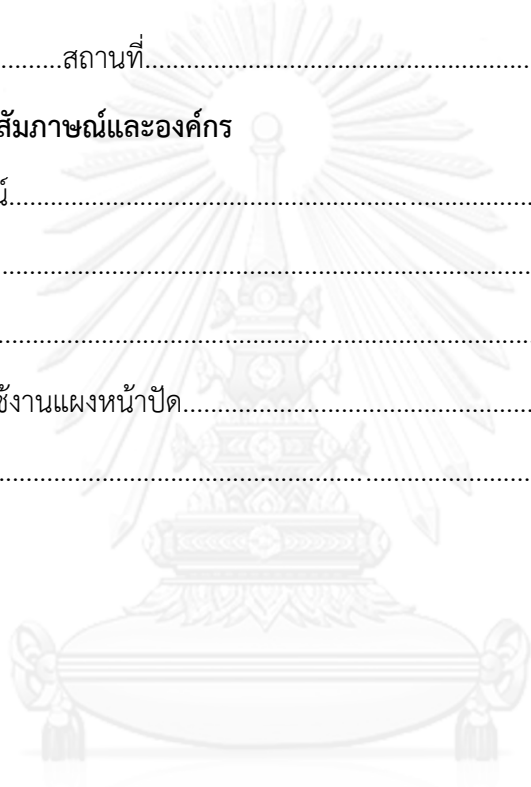 ..........สถานที่............................................................
สัมภาษณ์และองค์กร
................................................................................
................................................................................
................................................................................
ช้งานแผงหน้าปัด......................................................
................................................................................